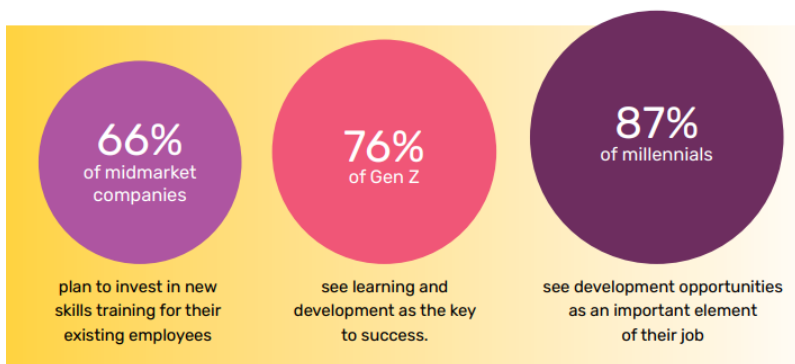 66%
of midmarket
companies
plan to invest in new
skills training for their
existing employees
76%
of Gen Z
see learning and
development as the key
to success.
87%
of millennials
see development opportunities
as an important element
of their job